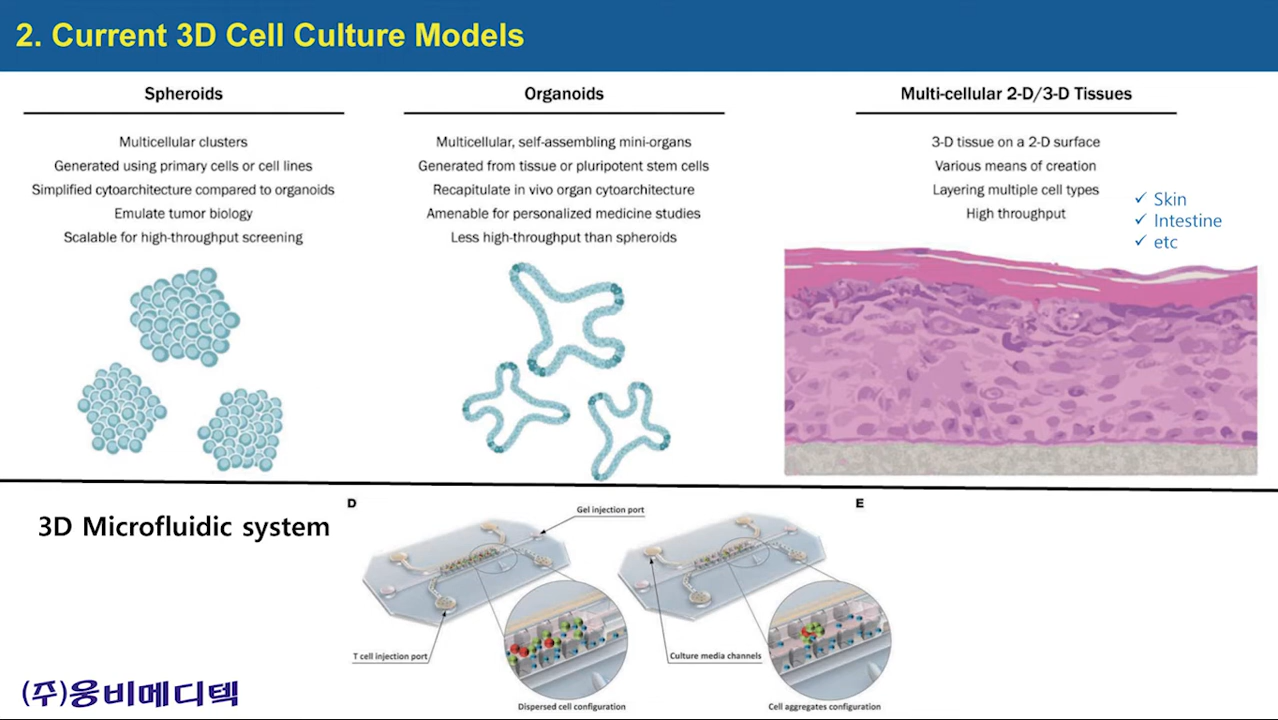 2. Current 3D Cell Culture Models
Spheroids
Multicellular clusters
Generated using primary cells or cell lines
Simplified cytoarchitecture compared to organoids
Emulate tumor biology
Scalable for high-throughput screening
Organoids
Multicellular, self-assembling mini-organs
Generated from tissue or pluripotent stem cells
Recapitulate in vivo organ cytoarchitecture
Amenable for personalized medicine studies
Less high-throughput than spheroids
Multi-cellular 2-D/3-D Tissues
3-D tissue on a 2-D surface
Various means of creation
Layering multiple cell types
High throughput
✓ Skin
✓ Intestine
✓ etc
3D Microfluidic system
D
Gel injection port
T cell injection port
Dispersed cell configuration
E
Culture media channels
Cell aggregates configuration
(주)웅비메디텍